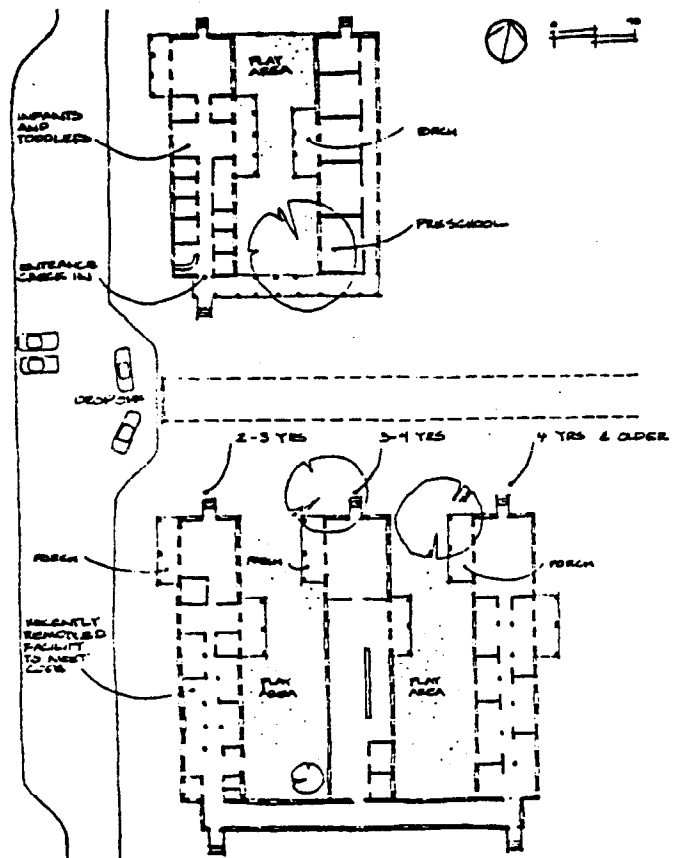 PLAY
AREA
INFANTS
AND
TODDLERS
PORCH
PRESCHOOL
ENTRANCE
CHECK IN
DROP OFF
2-3 YRS
3-4 YRS
4 YRS & OLDER
PORCH
PORCH
PORCH
RECENTLY
REMODELED
FACILITY
TO MEET
PLAY
AREA
PLAY
AREA